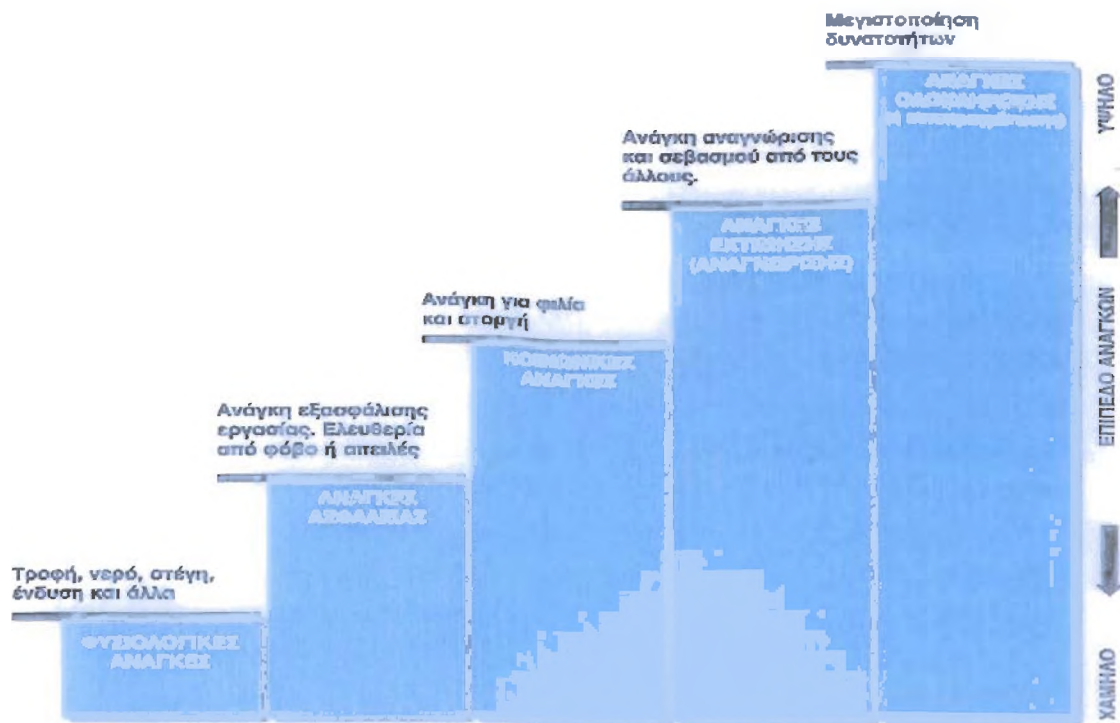 Μεγιστοποίηση
δυνατοτήτων
ΑΝΑΓΚΕΣ
ΟΛΟΚΛΗΡΩΣΗΣ
Ανάγκη αναγνώρισης
και σεβασμού από τους
άλλους.
ΑΝΑΓΚΕΣ
ΕΚΤΙΜΗΣΗΣ
(ΑΝΑΓΝΩΡΙΣΗΣ)
Ανάγκη για φιλία
και στοργή
ΚΟΙΝΩΝΙΚΕΣ
ΑΝΑΓΚΕΣ
Ανάγκη εξασφάλισης
εργασίας. Ελευθερία
από φόβο ή απειλές
ΑΝΑΓΚΕΣ
ΑΣΦΑΛΕΙΑΣ
Τροφή, νερό, στέγη,
ένδυση και άλλα
ΦΥΣΙΟΛΟΓΙΚΕΣ
ΑΝΑΓΚΕΣ
ΥΨΗΛΟ
ΕΠΙΠΕΔΟ ΑΝΑΓΚΩΝ
ΧΑΜΗΛΟ